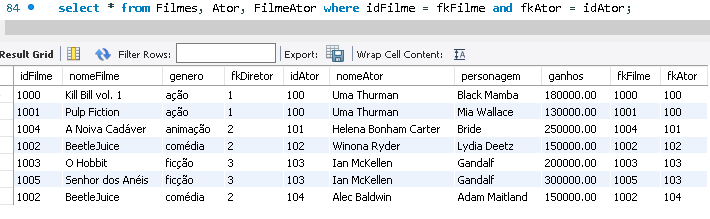 84 select * from Filmes, Ator, FilmeAtor where idFilme = fkFilme and fkAtor = idAtor;
Result Grid Filter Rows: Export: Wrap Cell Content: IA
idFilme nomeFilme genero fkDiretor idAtor nomeAtor personagem ganhos fkFilme fkAtor
1000 Kill Bill vol. 1 ação 1 100 Uma Thurman Black Mamba 180000.00 1000 100
1001 Pulp Fiction ação 1 100 Uma Thurman Mia Wallace 130000.00 1001 100
1004 A Noiva Cadáver animação 2 101 Helena Bonham Carter Bride 250000.00 1004 101
1002 BeetleJuice comédia 2 102 Winona Ryder Lydia Deetz 150000.00 1002 102
1003 O Hobbit ficção 3 103 Ian McKellen Gandalf 200000.00 1003 103
1005 Senhor dos Anéis ficção 3 103 Ian McKellen Gandalf 300000.00 1005 103
1002 BeetleJuice comédia 2 104 Alec Baldwin Adam Maitland 150000.00 1002 104